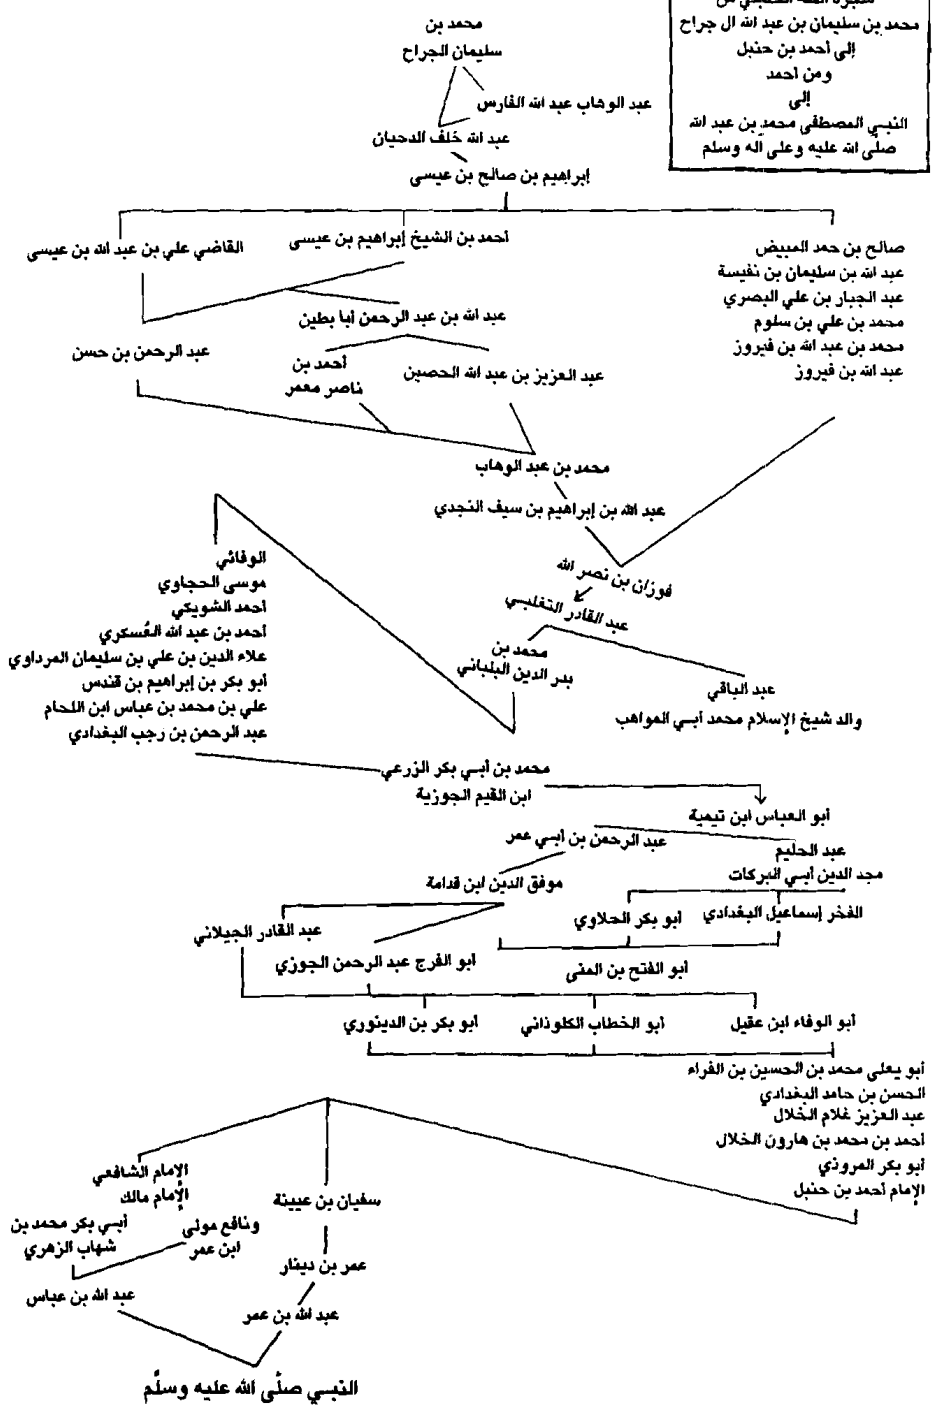 شجرة الفقه الحنبلي من
محمد بن سليمان بن عبد الله ال جراح
إلى أحمد بن حنبل
ومن أحمد
إلى
النبي المصطفى محمد بن عبد الله
صلَّى الله عليه وعلى آله وسلم
محمد بن
سليمان الجراح
عبد الوهاب عبد الله الفارس
عبد الله خلف الدحيان
إبراهيم بن صالح بن عيسى
صالح بن حمد المبيض
عبد الله بن سليمان بن نفيسة
عبد الجبار بن علي البصري
محمد بن علي بن سلوم
محمد بن عبد الله بن فيروز
عبد الله بن فيروز
أحمد بن الشيخ إبراهيم بن عيسى
القاضي علي بن عبد الله بن عيسى
عبد الله بن عبد الرحمن أبا بطين
عبد الرحمن بن حسن
أحمد بن
ناصر معمر
عبد العزيز بن عبد الله الحصين
محمد بن عبد الوهاب
عبد الله بن إبراهيم بن سيف النجدي
فوزان بن نصر الله
عبد القادر التغلبي
محمد بن
بدر الدين البلباني
عبد الباقي
والد شيخ الإسلام محمد أبي المواهب
الوفائي
موسى الحجاوي
أحمد الشويكي
أحمد بن عبد الله العُسكري
علاء الدين بن علي بن سليمان المرداوي
أبو بكر بن إبراهيم بن قندس
علي بن محمد بن عباس ابن اللحام
عبد الرحمن بن رجب البغدادي
محمد بن أبي بكر الزرعي
ابن القيم الجوزية
أبو العباس ابن تيمية
عبد الرحمن بن أبي عمر
عبد الحليم
مجد الدين أبي البركات
موفق الدين ابن قدامة
الفخر إسماعيل البغدادي
أبو بكر الحلاوي
عبد القادر الجيلاني
أبو الفرج عبد الرحمن الجوزي
أبو الفتح بن المنى
أبو الوفاء ابن عقيل
أبو الخطاب الكلوذاني
أبو بكر بن الدينوري
أبو يعلى محمد بن الحسين بن الفراء
الحسن بن حامد البغدادي
عبد العزيز غلام الخلال
أحمد بن محمد بن هارون الخلال
أبو بكر المروذي
الإمام أحمد بن حنبل
الإمام الشافعي
الإمام مالك
سفيان بن عيينة
ونافع مولى
ابن عمر
أبي بكر محمد بن
شهاب الزهري
عمر بن دينار
عبد الله بن عباس
عبد الله بن عمر
النبي صلَّى الله عليه وسلَّم